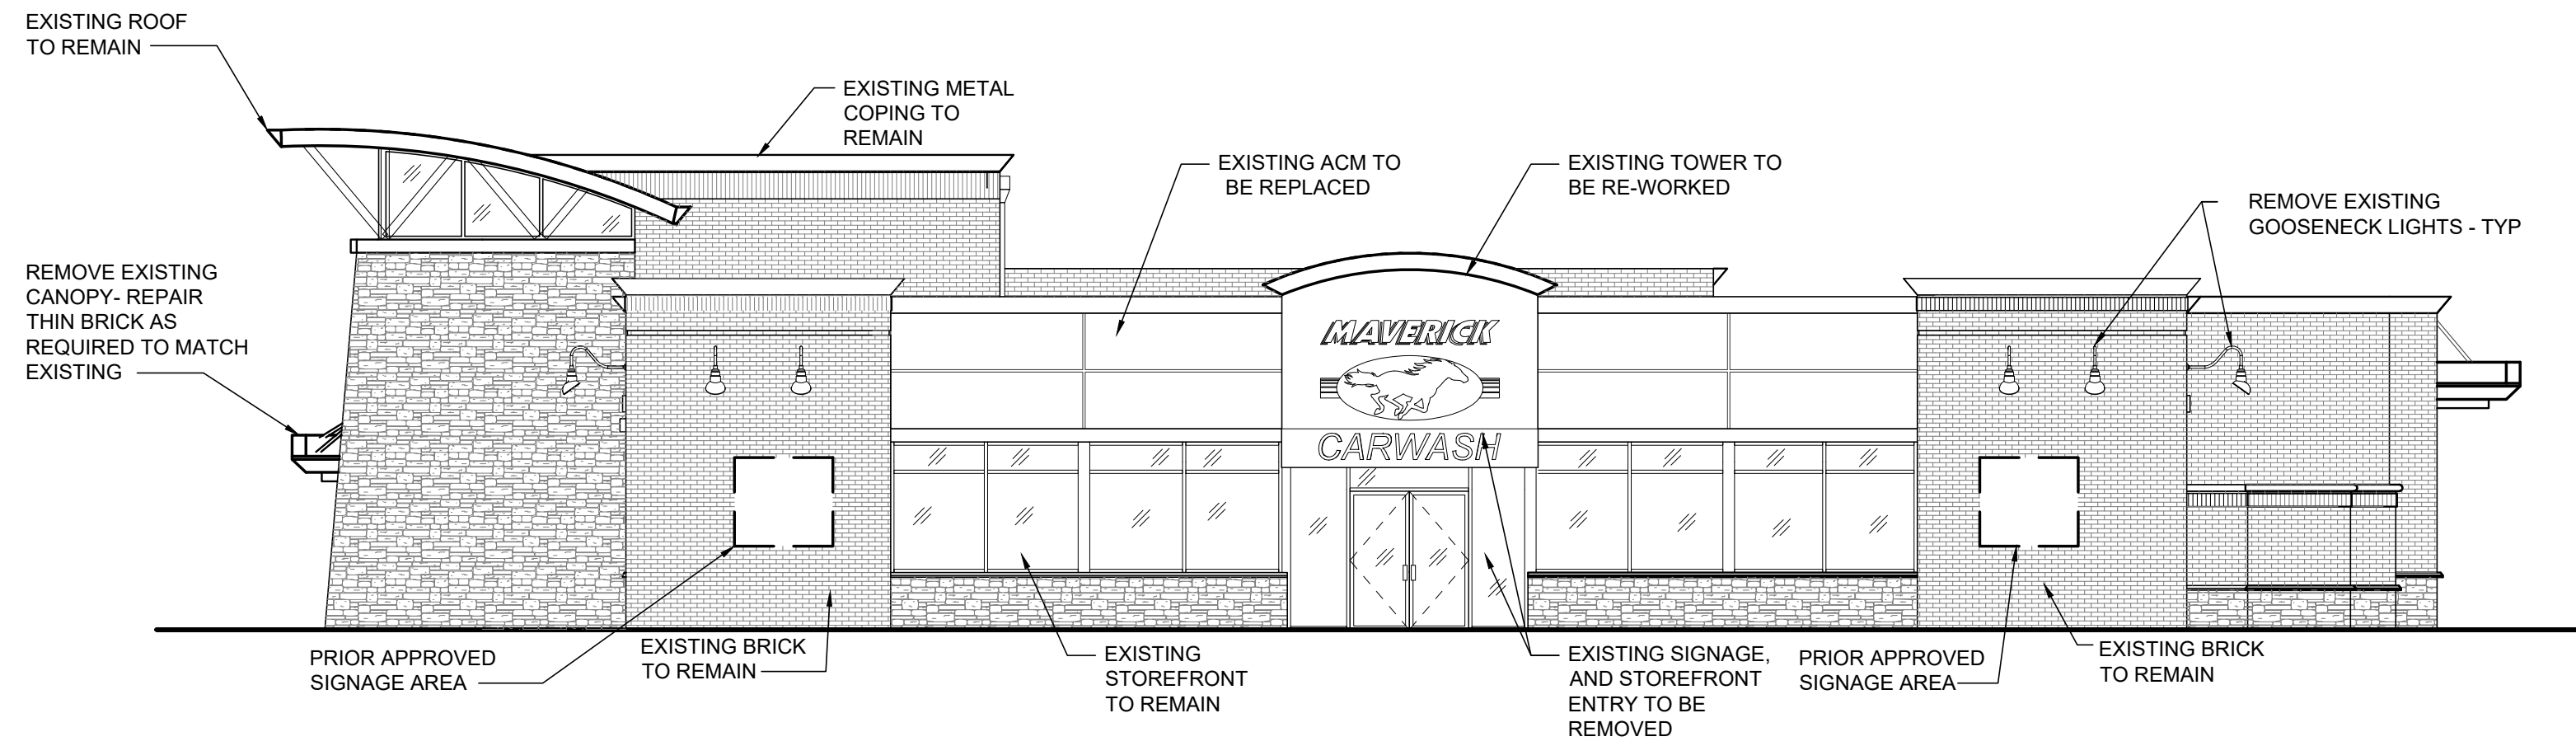 EXISTING ROOF
TO REMAIN
EXISTING METAL
COPING TO
REMAIN
EXISTING ACM TO
BE REPLACED
EXISTING TOWER TO
BE RE-WORKED
REMOVE EXISTING
GOOSENECK LIGHTS - TYP
REMOVE EXISTING
CANOPY- REPAIR
THIN BRICK AS
REQUIRED TO MATCH
EXISTING
MAVERICK
CARWASH
PRIOR APPROVED
SIGNAGE AREA
EXISTING BRICK
TO REMAIN
EXISTING
STOREFRONT
TO REMAIN
EXISTING SIGNAGE,
AND STOREFRONT
ENTRY TO BE
REMOVED
PRIOR APPROVED
SIGNAGE AREA
EXISTING BRICK
TO REMAIN